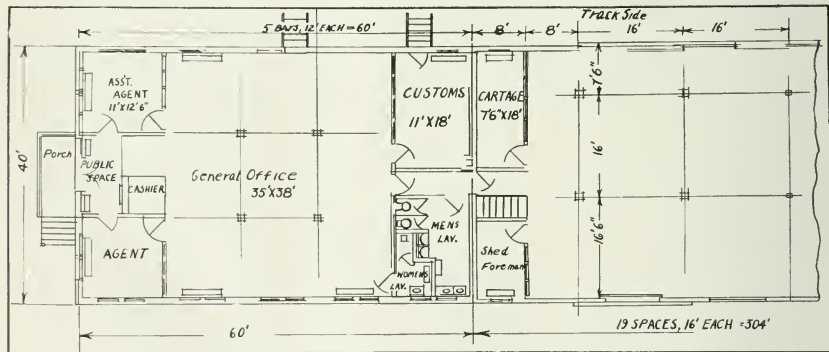 Track Side
5 BAYS, 12' EACH = 60'
8'
8'
16'
16'
ASS'T.
AGENT
11'X12'6"
CUSTOMS
11'X18'
CARTAGE
7'6"X18'
7'6"
40'
Porch
PUBLIC
SPACE
CASHIER
General Office
35'X38'
16'
MENS
LAV.
AGENT
WOMENS
LAV.
Shed
Foreman
16'6"
60'
19 SPACES, 16' EACH = 304'